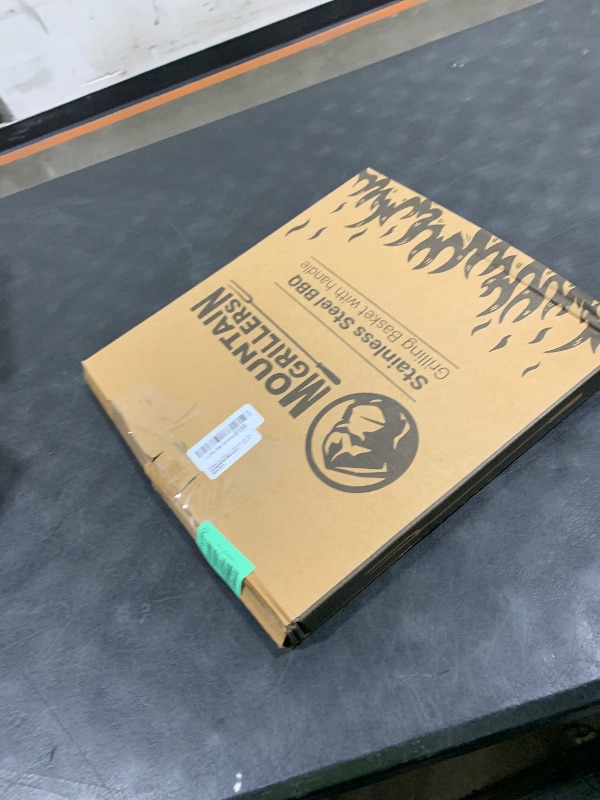 MOUNTAIN
GRILLERS
Stainless Steel BBQ
Grilling Basket with handle